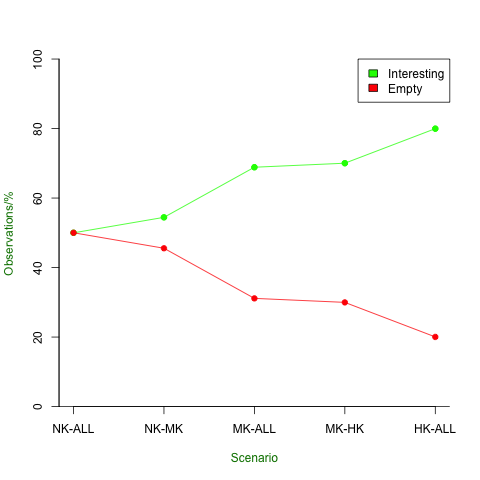 Interesting
Empty
Observations/%
100
80
60
40
20
0
NK-ALL NK-MK MK-ALL MK-HK HK-ALL
Scenario